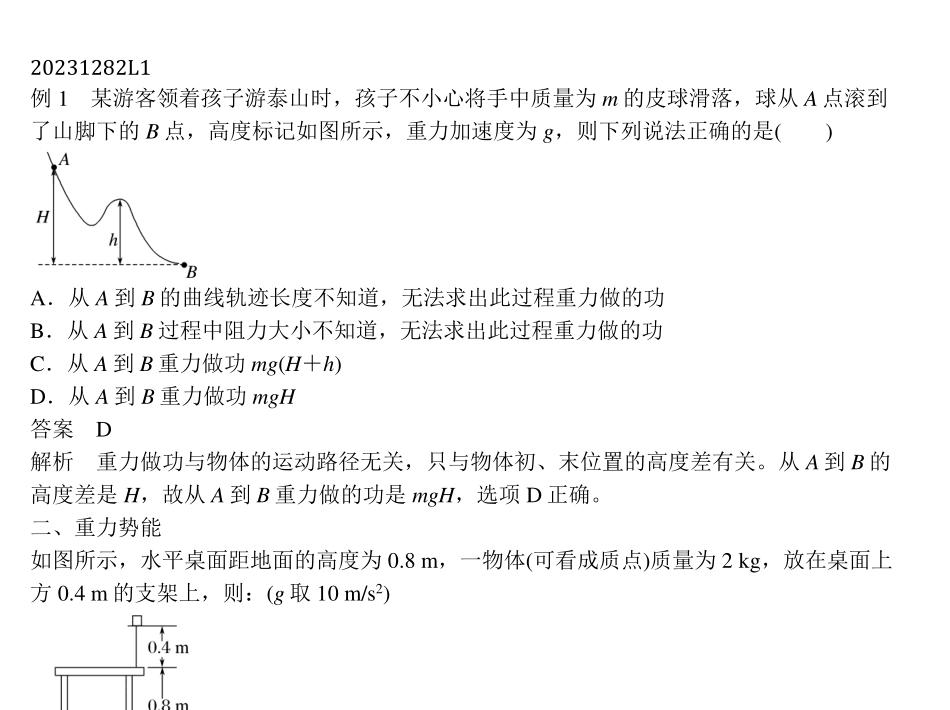 20231282L1
例 1　某游客领着孩子游泰山时，孩子不小心将手中质量为 m 的皮球滑落，球从 A 点滚到
了山脚下的 B 点，高度标记如图所示，重力加速度为 g，则下列说法正确的是(　　)
A
H
h
B
A．从 A 到 B 的曲线轨迹长度不知道，无法求出此过程重力做的功
B．从 A 到 B 过程中阻力大小不知道，无法求出此过程重力做的功
C．从 A 到 B 重力做功 mg(H＋h)
D．从 A 到 B 重力做功 mgH
答案　D
解析　重力做功与物体的运动路径无关，只与物体初、末位置的高度差有关。从 A 到 B 的
高度差是 H，故从 A 到 B 重力做的功是 mgH，选项 D 正确。
二、重力势能
如图所示，水平桌面距地面的高度为 0.8 m，一物体(可看成质点)质量为 2 kg，放在桌面上
方 0.4 m 的支架上，则：(g 取 10 m/s²)
0.4 m
0.8 m